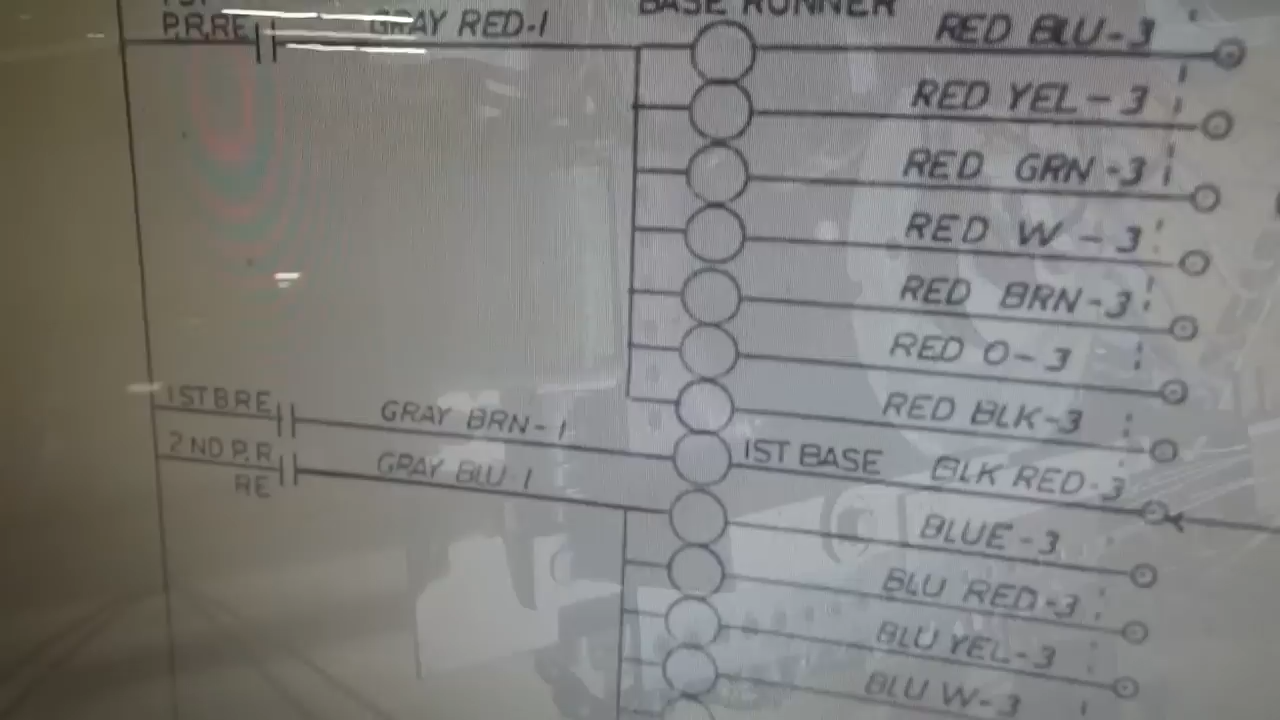 BASE RUNNER
P.R.RE GRAY RED-1 RED BLU-3
RED YEL-3
RED GRN-3
RED W-3
RED BRN-3
RED O-3
1ST B RE GRAY BRN-1 RED BLK-3
2ND P.R. RE GRAY BLU-1 1ST BASE BLK RED-3
BLUE-3
BLU RED-3
BLU YEL-3
BLU W-3